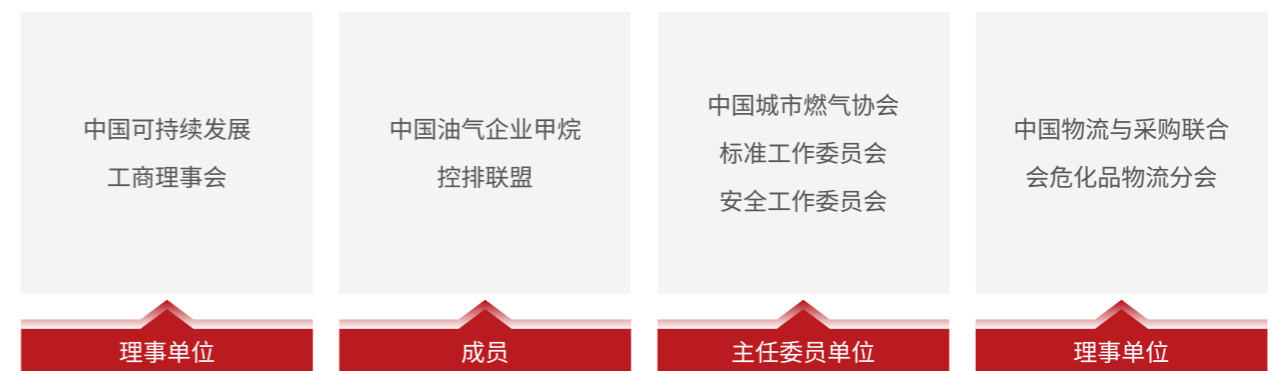 中国可持续发展
工商理事会
理事单位
中国油气企业甲烷
控排联盟
成员
中国城市燃气协会
标准工作委员会
安全工作委员会
主任委员单位
中国物流与采购联合
会危化品物流分会
理事单位